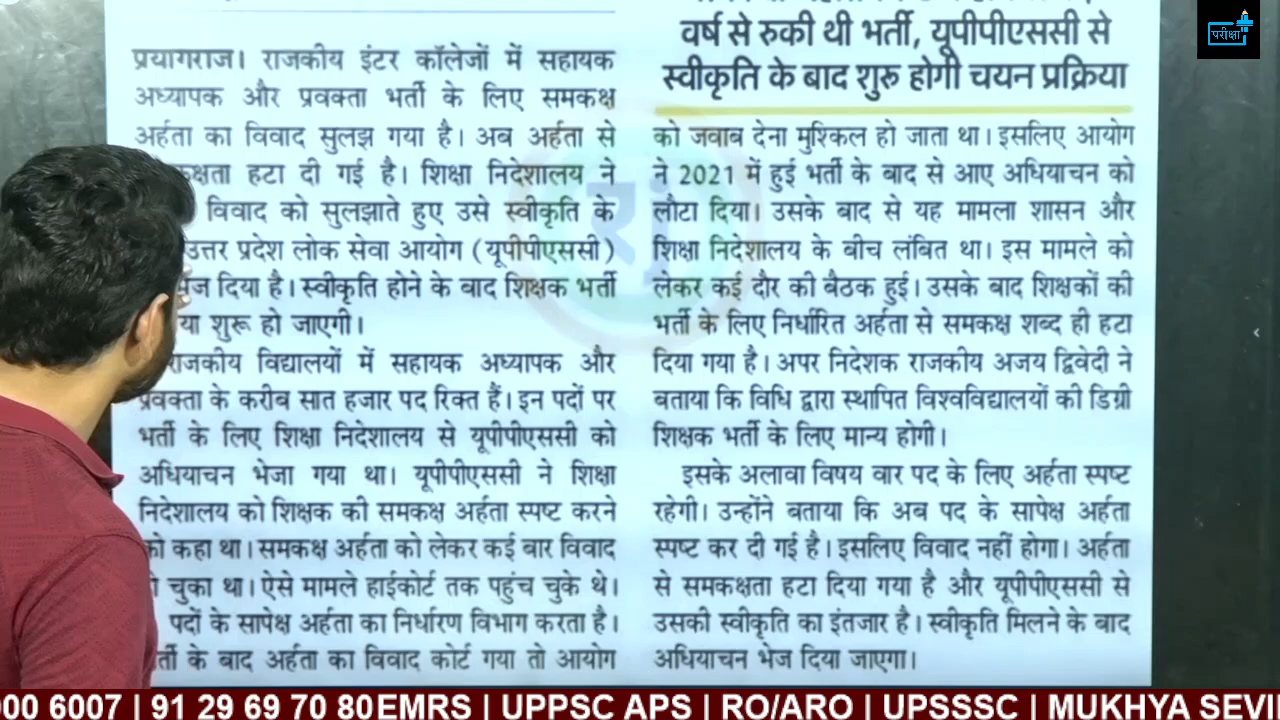 वर्ष से रुकी थी भर्ती, यूपीपीएससी से
स्वीकृति के बाद शुरू होगी चयन प्रक्रिया
प्रयागराज। राजकीय इंटर कॉलेजों में सहायक
अध्यापक और प्रवक्ता भर्ती के लिए समकक्ष
अर्हता का विवाद सुलझ गया है। अब अर्हता से
हटा दी गई है। शिक्षा निदेशालय ने
विवाद को सुलझाते हुए उसे स्वीकृति के
उत्तर प्रदेश लोक सेवा आयोग (यूपीपीएससी)
दिया है। स्वीकृति होने के बाद शिक्षक भर्ती
शुरू हो जाएगी।
राजकीय विद्यालयों में सहायक अध्यापक और
प्रवक्ता के करीब सात हजार पद रिक्त हैं। इन पदों पर
भर्ती के लिए शिक्षा निदेशालय से यूपीपीएससी को
अधियाचन भेजा गया था। यूपीपीएससी ने शिक्षा
निदेशालय को शिक्षक की समकक्ष अर्हता स्पष्ट करने
को कहा था। समकक्ष अर्हता को लेकर कई बार विवाद
चुका था। ऐसे मामले हाईकोर्ट तक पहुंच चुके थे।
पदों के सापेक्ष अर्हता का निर्धारण विभाग करता है।
के बाद अर्हता का विवाद कोर्ट गया तो आयोग
को जवाब देना मुश्किल हो जाता था। इसलिए आयोग
ने 2021 में हुई भर्ती के बाद से आए अधियाचन को
लौटा दिया। उसके बाद से यह मामला शासन और
शिक्षा निदेशालय के बीच लंबित था। इस मामले को
लेकर कई दौर की बैठक हुई। उसके बाद शिक्षकों की
भर्ती के लिए निर्धारित अर्हता से समकक्ष शब्द ही हटा
दिया गया है। अपर निदेशक राजकीय अजय द्विवेदी ने
बताया कि विधि द्वारा स्थापित विश्वविद्यालयों की डिग्री
शिक्षक भर्ती के लिए मान्य होगी।
इसके अलावा विषय वार पद के लिए अर्हता स्पष्ट
रहेगी। उन्होंने बताया कि अब पद के सापेक्ष अर्हता
स्पष्ट कर दी गई है। इसलिए विवाद नहीं होगा। अर्हता
से समकक्षता हटा दिया गया है और यूपीपीएससी से
उसकी स्वीकृति का इंतजार है। स्वीकृति मिलने के बाद
अधियाचन भेज दिया जाएगा।
परीक्षा
000 6007 | 91 29 69 70 80EMRS | UPPSC APS | RO/ARO | UPSSSC | MUKHYA SEVI